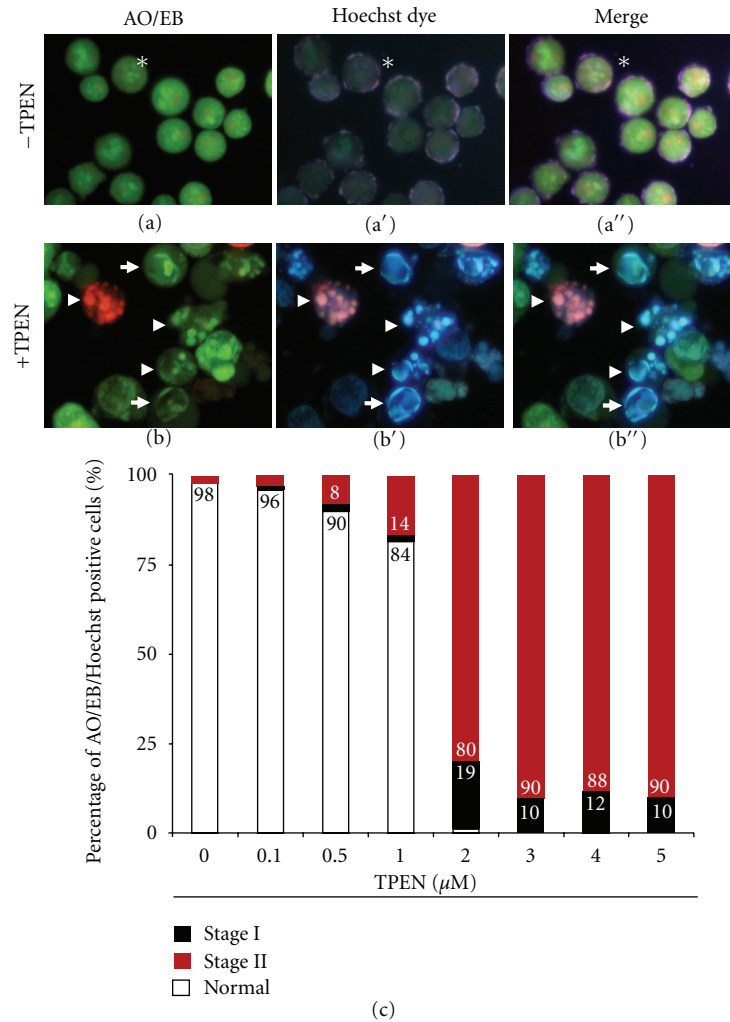 AO/EB Hoechst dye Merge
−TPEN
* * *
(a) (a′) (a′′)
+TPEN
(b) (b′) (b′′)
Percentage of AO/EB/Hoechst positive cells (%)
100
75
50
25
0
98 96 8 90 14 84 80 19 90 10 88 12 90 10
0 0.1 0.5 1 2 3 4 5
TPEN (µM)
Stage I
Stage II
Normal
(c)